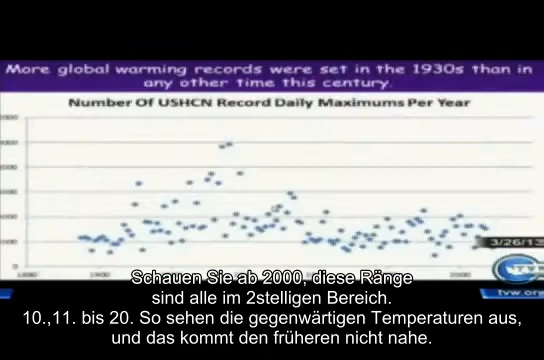 More global warming records were set in the 1930s than in
any other time this century.
Number Of USHCN Record Daily Maximums Per Year
0
1880
1900
2000
3/26/13
tvw.org
Schauen Sie ab 2000, diese Ränge
sind alle im 2stelligen Bereich.
10.,11. bis 20. So sehen die gegenwärtigen Temperaturen aus,
und das kommt den früheren nicht nahe.